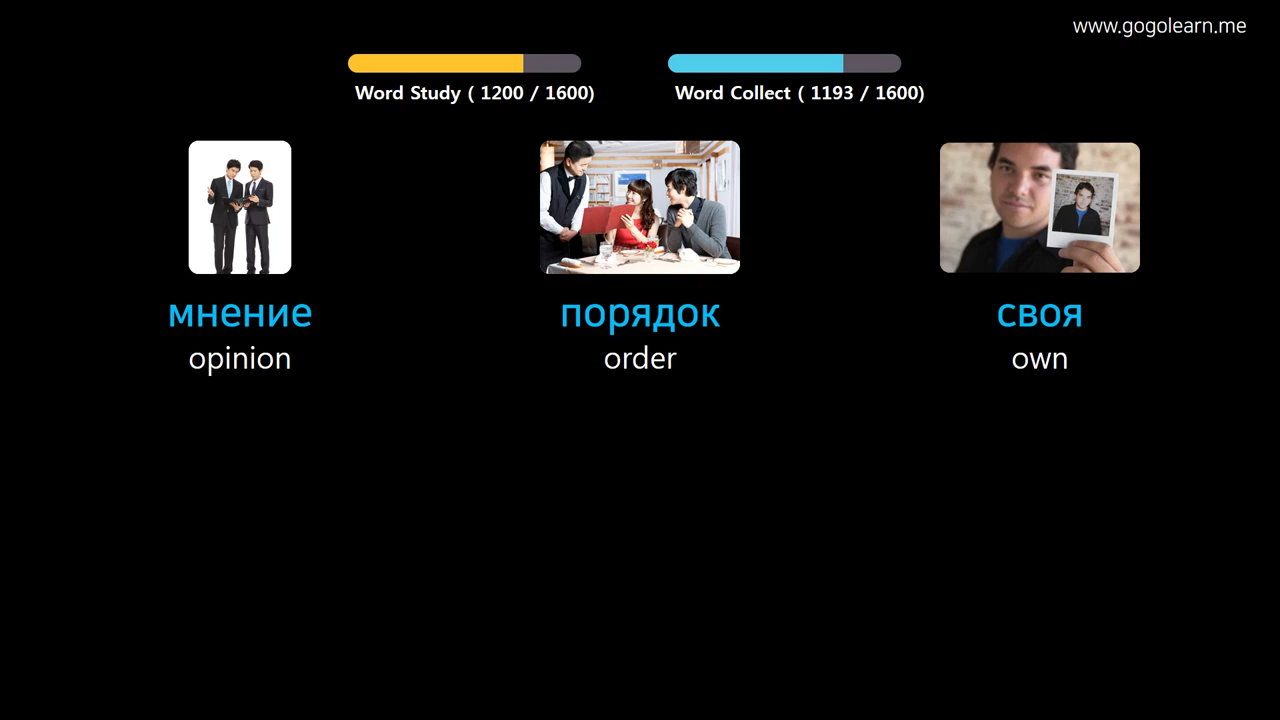 www.gogolearn.me
Word Study ( 1200 / 1600)
Word Collect ( 1193 / 1600)
мнение
opinion
порядок
order
своя
own